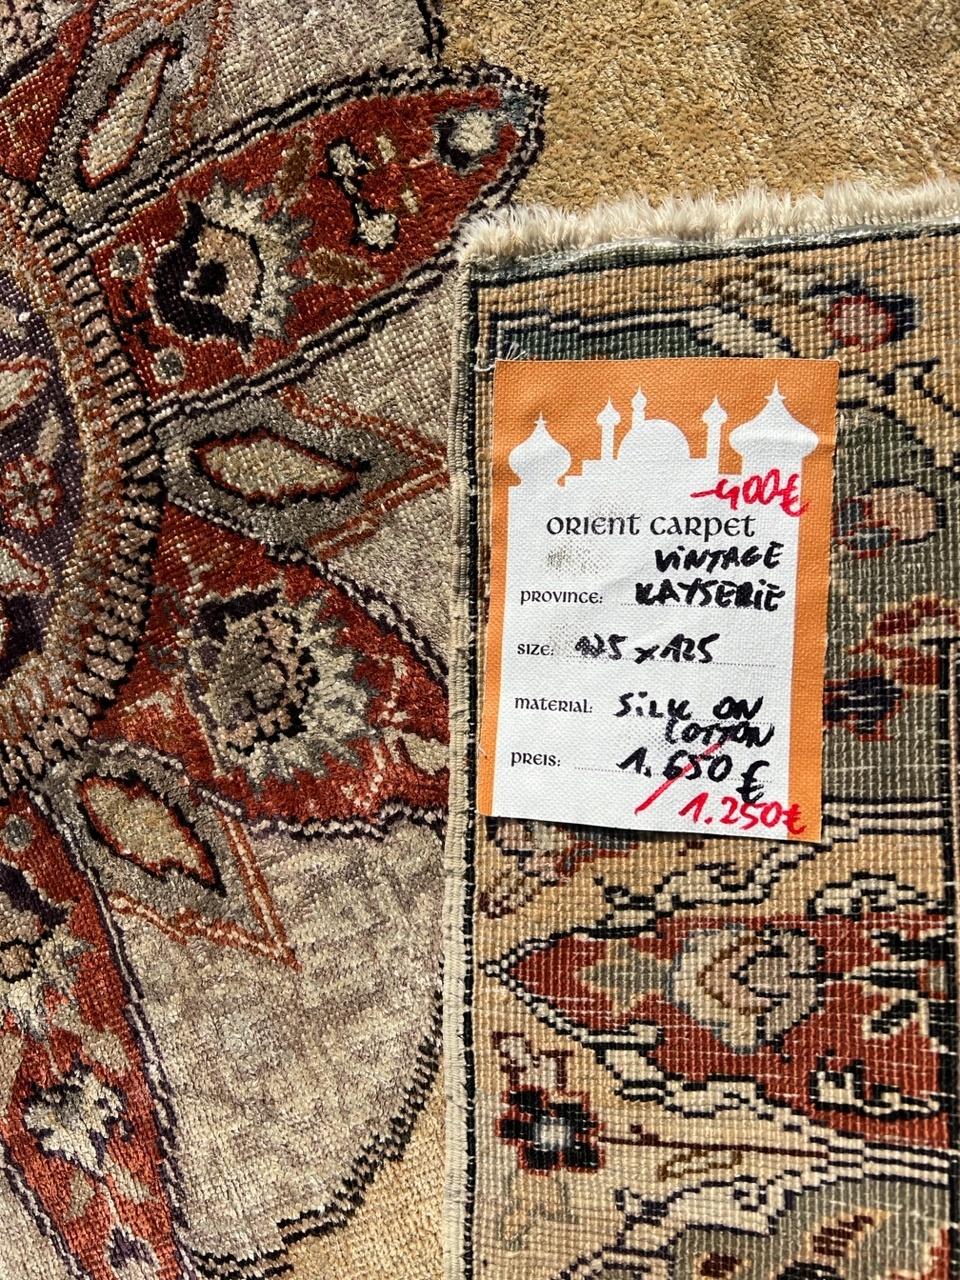 -400€
ORIENT CARPET
VINTAGE
PROVINCE: KAYSERIE
SIZE: 125 x 125
MATERIAL: SILK ON
COTTON
PREIS: 1.650 €
1.250€